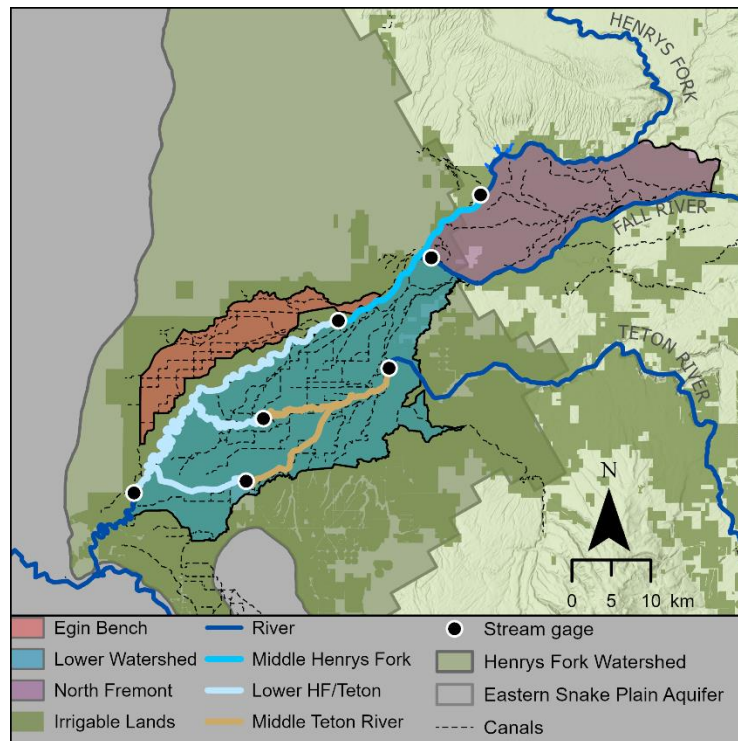 HENRYS FORK
FALL RIVER
TETON RIVER
N
0 5 10 km
Egin Bench
River
Stream gage
Lower Watershed
Middle Henrys Fork
Henrys Fork Watershed
North Fremont
Lower HF/Teton
Eastern Snake Plain Aquifer
Irrigable Lands
Middle Teton River
Canals